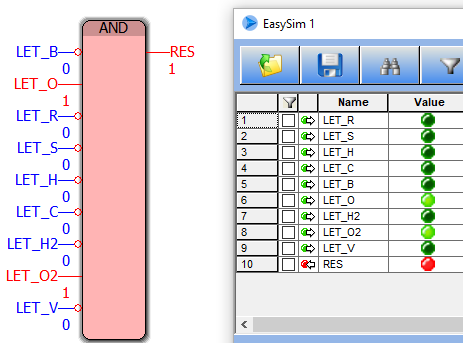 AND
LET_B
0
RES
1
LET_O
1
LET_R
0
LET_S
0
LET_H
0
LET_C
0
LET_H2
0
LET_O2
1
LET_V
0
EasySim 1
Name Value
1 LET_R
2 LET_S
3 LET_H
4 LET_C
5 LET_B
6 LET_O
7 LET_H2
8 LET_O2
9 LET_V
10 RES